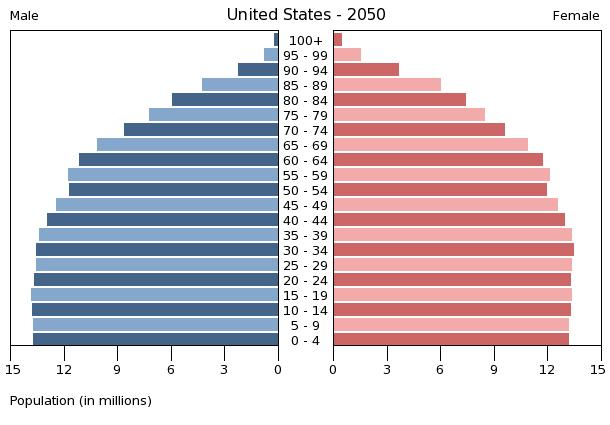 Male United States - 2050 Female
100+
95 - 99
90 - 94
85 - 89
80 - 84
75 - 79
70 - 74
65 - 69
60 - 64
55 - 59
50 - 54
45 - 49
40 - 44
35 - 39
30 - 34
25 - 29
20 - 24
15 - 19
10 - 14
5 - 9
0 - 4
15 12 9 6 3 0 0 3 6 9 12 15
Population (in millions)